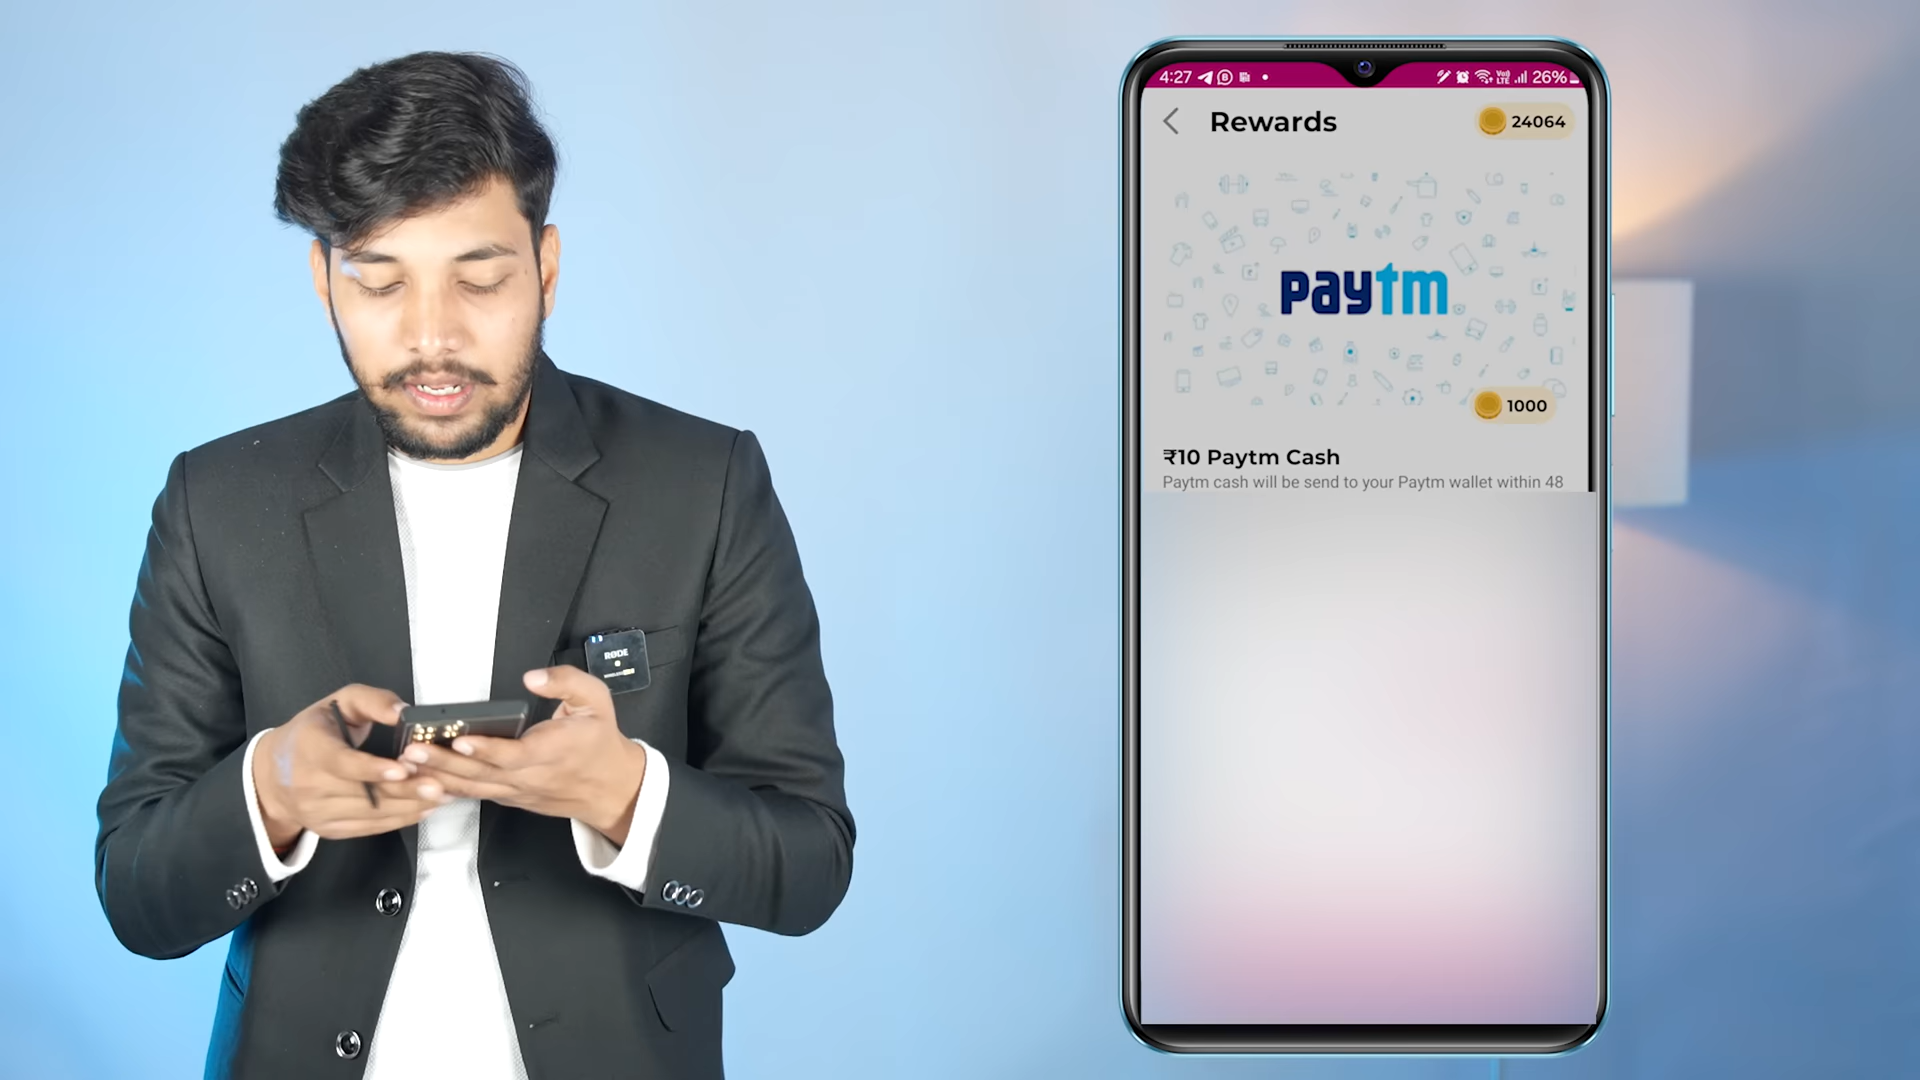 4:27
26%
Rewards
24064
paytm
1000
₹10 Paytm Cash
Paytm cash will be send to your Paytm wallet within 48
RØDE